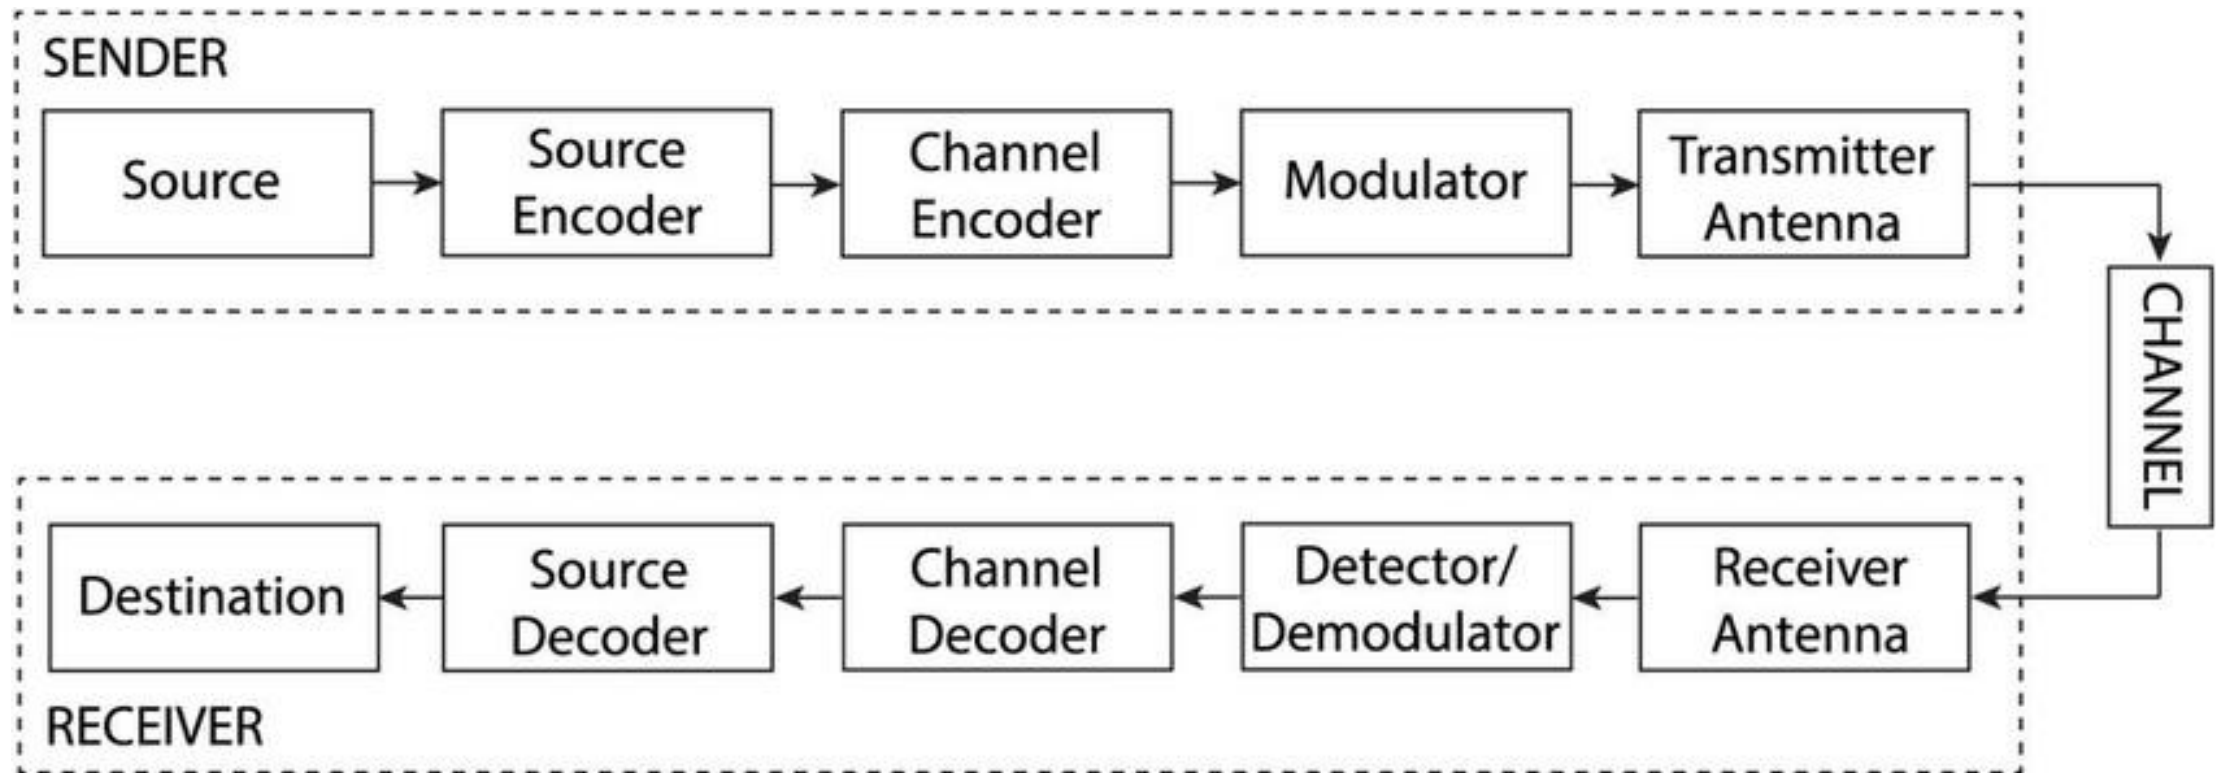 SENDER
Source
Source
Encoder
Channel
Encoder
Modulator
Transmitter
Antenna
CHANNEL
Receiver
Antenna
Detector/
Demodulator
Channel
Decoder
Source
Decoder
Destination
RECEIVER